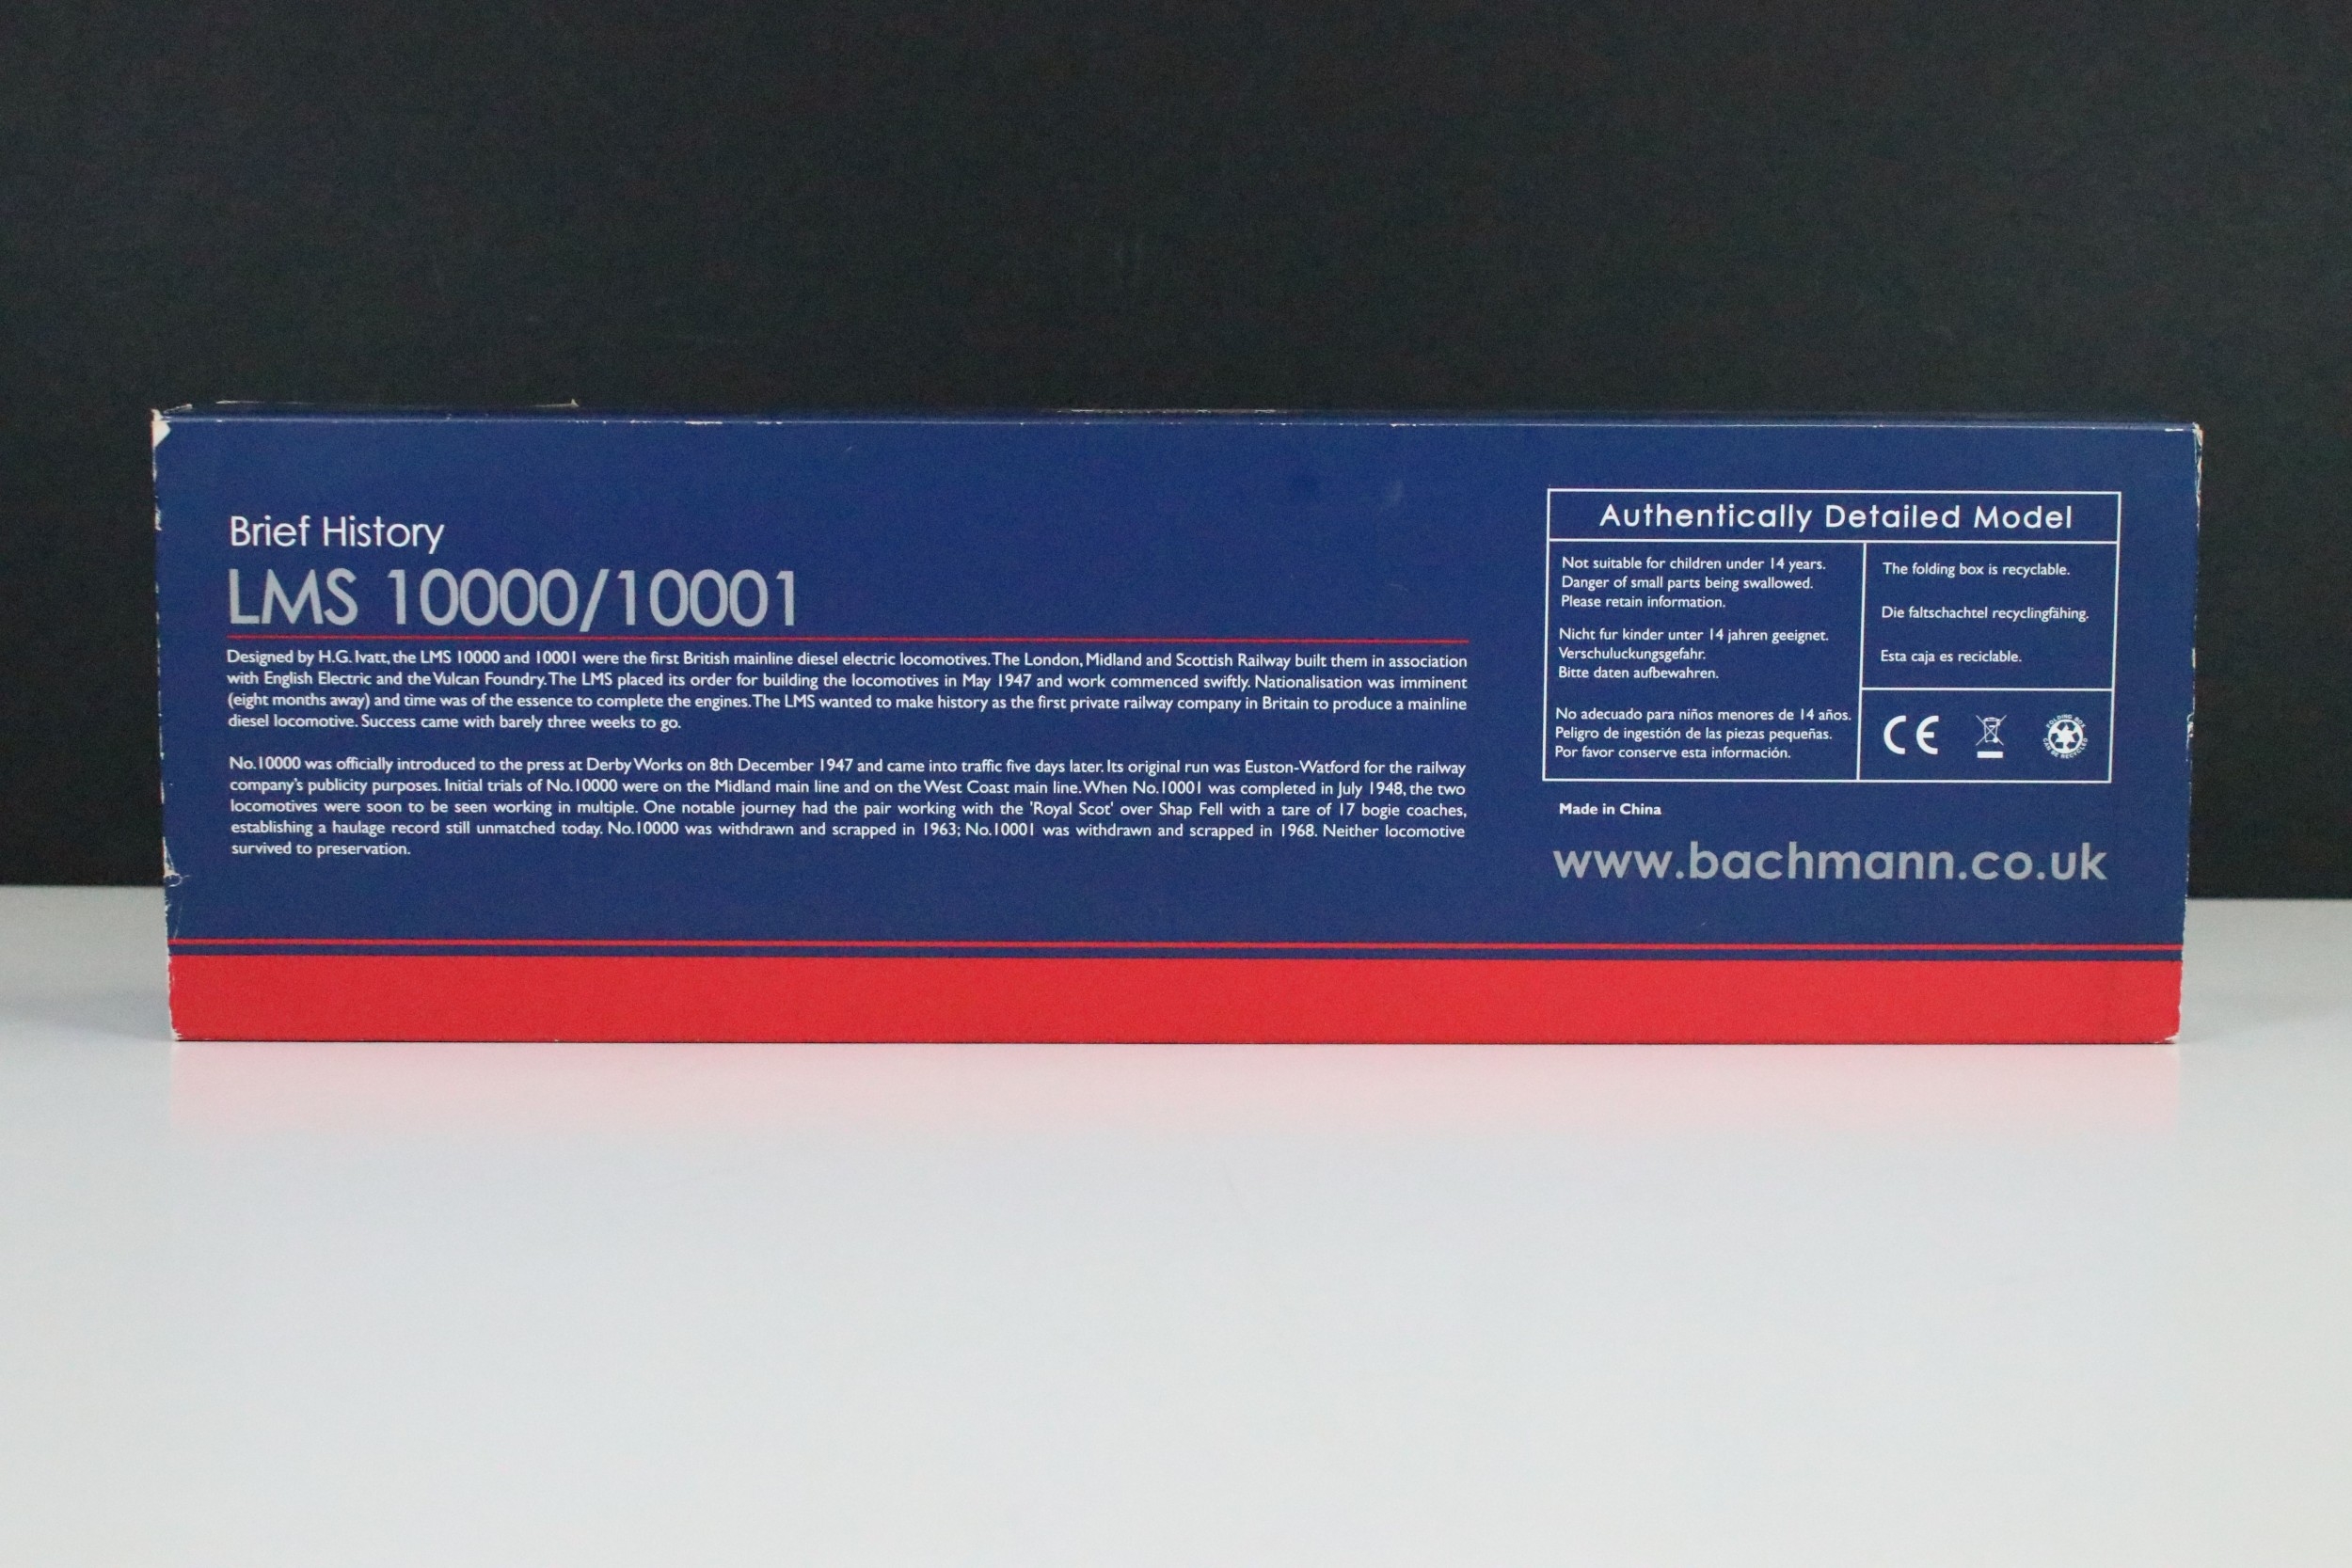 Brief History
LMS 10000/10001
Designed by H.G. Ivatt, the LMS 10000 and 10001 were the first British mainline diesel electric locomotives. The London, Midland and Scottish Railway built them in association
with English Electric and the Vulcan Foundry. The LMS placed its order for building the locomotives in May 1947 and work commenced swiftly. Nationalisation was imminent
(eight months away) and time was of the essence to complete the engines. The LMS wanted to make history as the first private railway company in Britain to produce a mainline
diesel locomotive. Success came with barely three weeks to go.
No.10000 was officially introduced to the press at Derby Works on 8th December 1947 and came into traffic five days later. Its original run was Euston-Watford for the railway
company's publicity purposes. Initial trials of No.10000 were on the Midland main line and on the West Coast main line. When No.10001 was completed in July 1948, the two
locomotives were soon to be seen working in multiple. One notable journey had the pair working with the 'Royal Scot' over Shap Fell with a tare of 17 bogie coaches,
establishing a haulage record still unmatched today. No.10000 was withdrawn and scrapped in 1963; No.10001 was withdrawn and scrapped in 1968. Neither locomotive
survived to preservation.
Authentically Detailed Model
Not suitable for children under 14 years.
Danger of small parts being swallowed.
Please retain information.
Nicht fur kinder unter 14 jahren geeignet.
Verschuluckungsgefahr.
Bitte daten aufbewahren.
No adecuado para niños menores de 14 años.
Peligro de ingestión de las piezas pequeñas.
Por favor conserve esta información.
The folding box is recyclable.
Die faltschachtel recyclingfähing.
Esta caja es reciclable.
CE
FOLDING BOX
CAN BE RECYCLED
Made in China
www.bachmann.co.uk